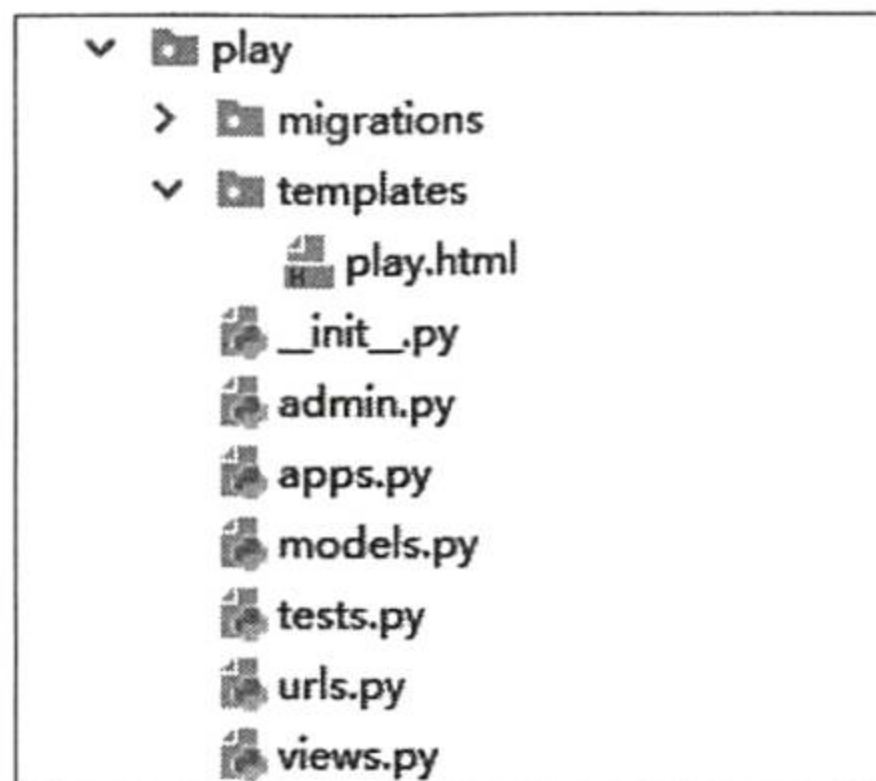 play
migrations
templates
play.html
__init__.py
admin.py
apps.py
models.py
tests.py
urls.py
views.py